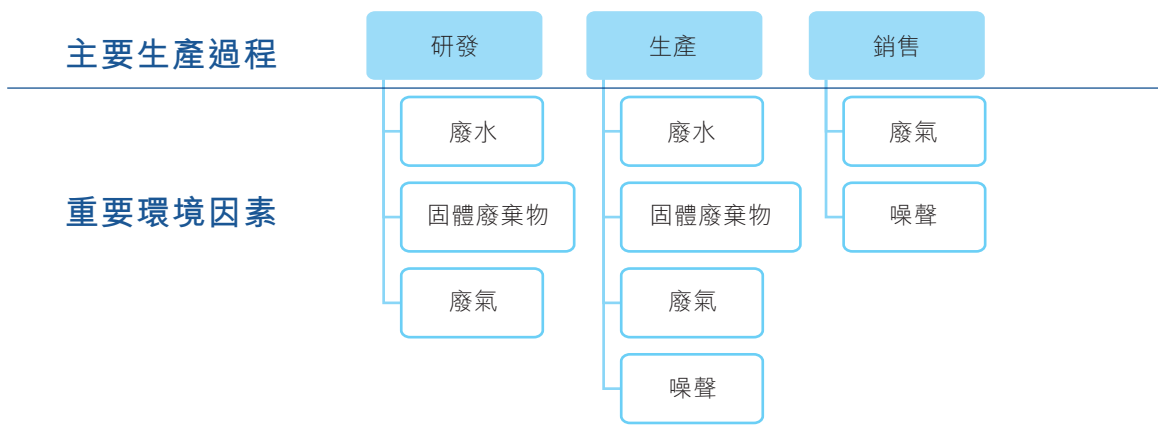 主要生產過程
研發
生產
銷售
重要環境因素
廢水
固體廢棄物
廢氣
廢水
固體廢棄物
廢氣
噪聲
廢氣
噪聲